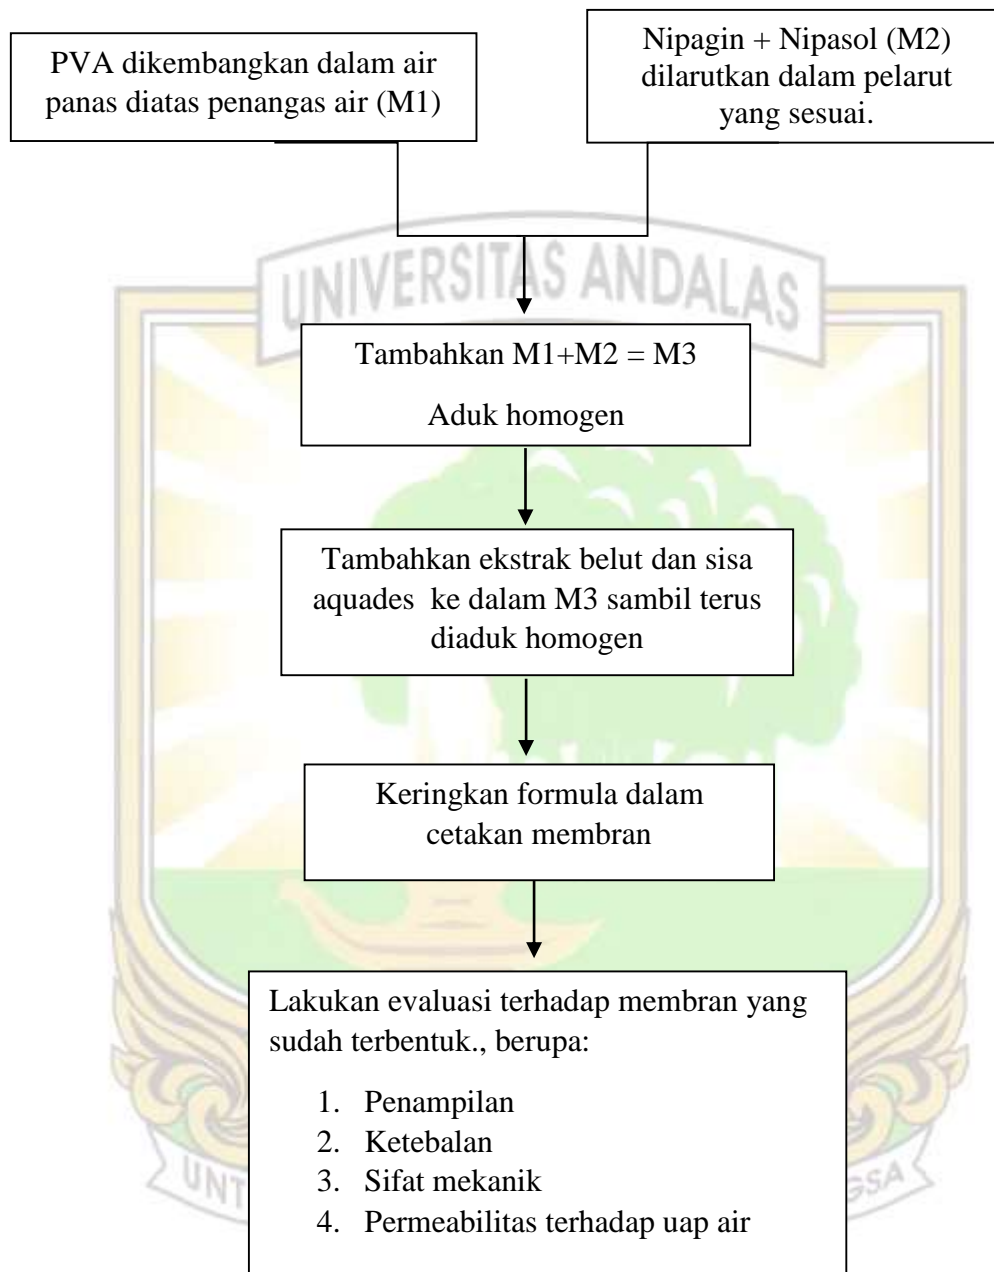 PVA dikembangkan dalam air
panas diatas penangas air (M1)
Nipagin + Nipasol (M2)
dilarutkan dalam pelarut
yang sesuai.
UNIVERSITAS ANDALAS
Tambahkan M1+M2 = M3
Aduk homogen
Tambahkan ekstrak belut dan sisa
aquades ke dalam M3 sambil terus
diaduk homogen
Keringkan formula dalam
cetakan membran
Lakukan evaluasi terhadap membran yang
sudah terbentuk., berupa:
1. Penampilan
2. Ketebalan
3. Sifat mekanik
4. Permeabilitas terhadap uap air